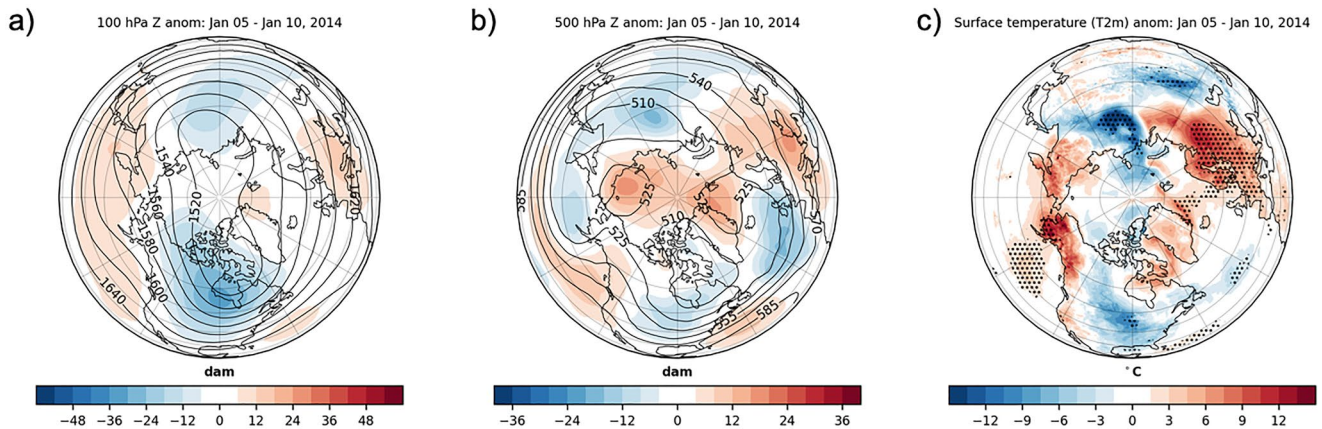 a)
100 hPa Z anom: Jan 05 - Jan 10, 2014
1540
1560
1520
1580
1600
1640
1620
dam
−48 −36 −24 −12 0 12 24 36 48
b)
500 hPa Z anom: Jan 05 - Jan 10, 2014
540
510
585
525
525
510
555
585
dam
−36 −24 −12 0 12 24 36
c)
Surface temperature (T2m) anom: Jan 05 - Jan 10, 2014
°C
−12 −9 −6 −3 0 3 6 9 12